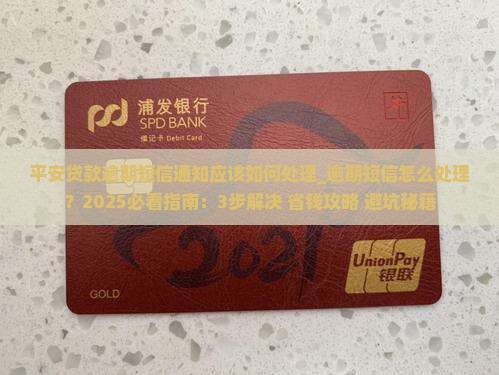 浦发银行
SPD BANK
借记卡 Debit Card
牛
平安贷款逾期短信通知应该如何处理_逾期短信怎么处理
？2025必看指南：3步解决 省钱攻略 避坑秘籍
2021
UnionPay
银联
GOLD